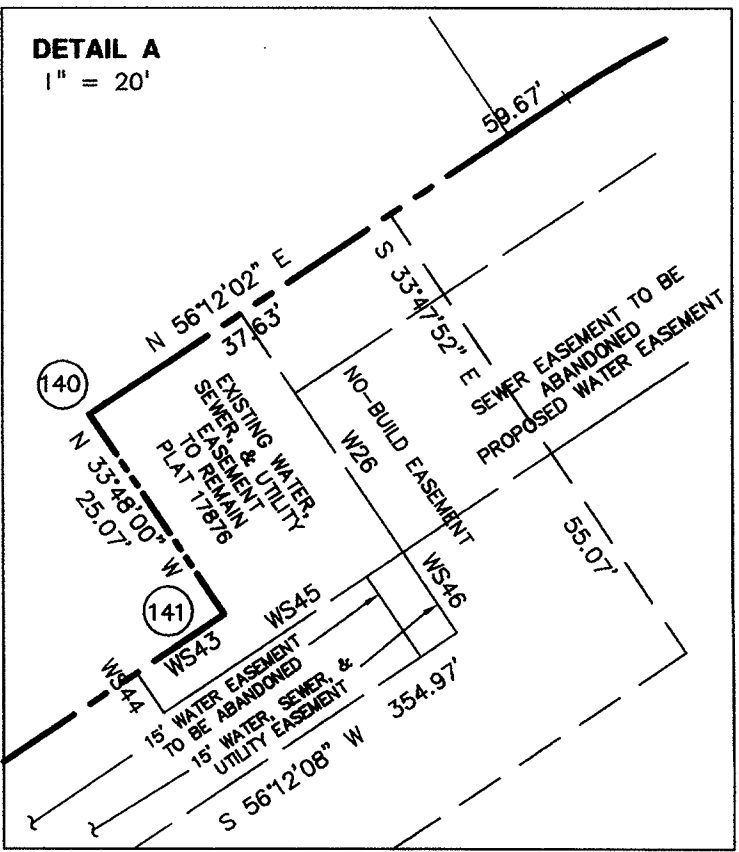 DETAIL A
1" = 20'
59.67'
N 56°12'02" E
37.63'
S 33°47'52" E
SEWER EASEMENT TO BE
ABANDONED
PROPOSED WATER EASEMENT
140
EXISTING WATER,
SEWER, & UTILITY
EASEMENT
TO REMAIN
PLAT 17876
NO-BUILD EASEMENT
W26
N 33°48'00" W
25.07'
55.07'
141
WS45
WS46
WS43
WS44
15' WATER EASEMENT
TO BE ABANDONED
15' WATER, SEWER, &
UTILITY EASEMENT
S 56°12'08" W 354.97'